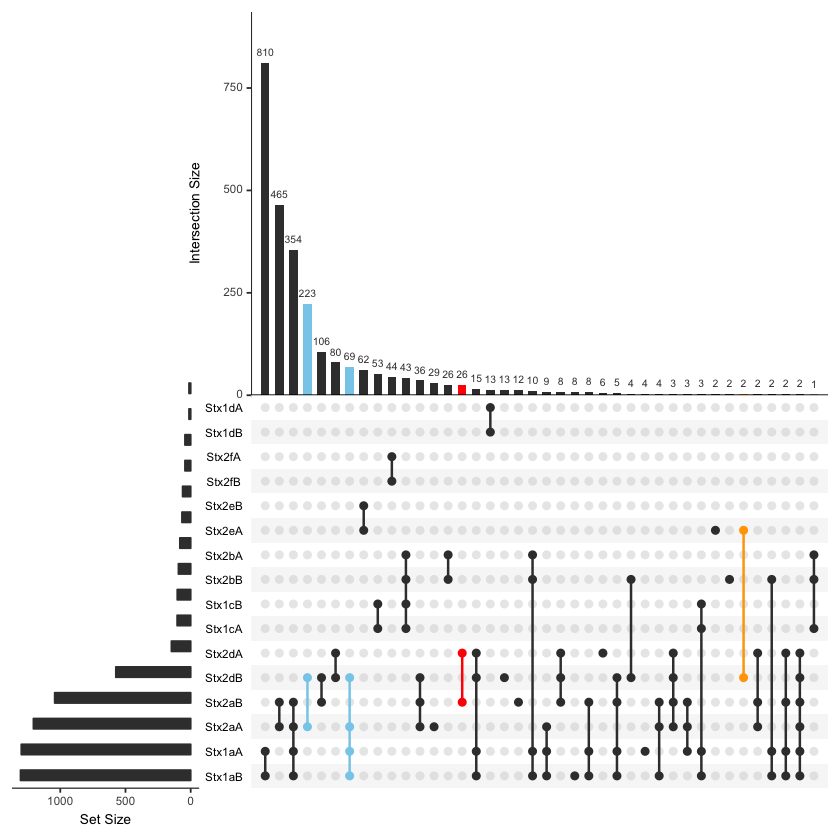 810
750
465
500
Intersection Size
354
223
250
106
80
69
62
53
44
43
36
29
26
26
15
13
13
12
10
9
8
8
8
6
5
4
4
4
3
3
3
2
2
2
2
2
2
2
1
0
Stx1dA
Stx1dB
Stx2fA
Stx2fB
Stx2eB
Stx2eA
Stx2bA
Stx2bB
Stx1cB
Stx1cA
Stx2dA
Stx2dB
Stx2aB
Stx2aA
Stx1aA
Stx1aB
1000 500 0
Set Size